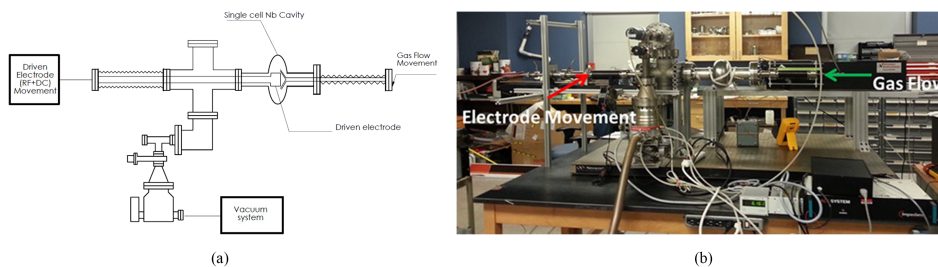 Single cell Nb Cavity
Gas Flow
Movement
Driven
Electrode
(RF+DC)
Movement
Driven electrode
Vacuum
system
(a)
Electrode Movement
Gas Flow
SYSTEM
(b)